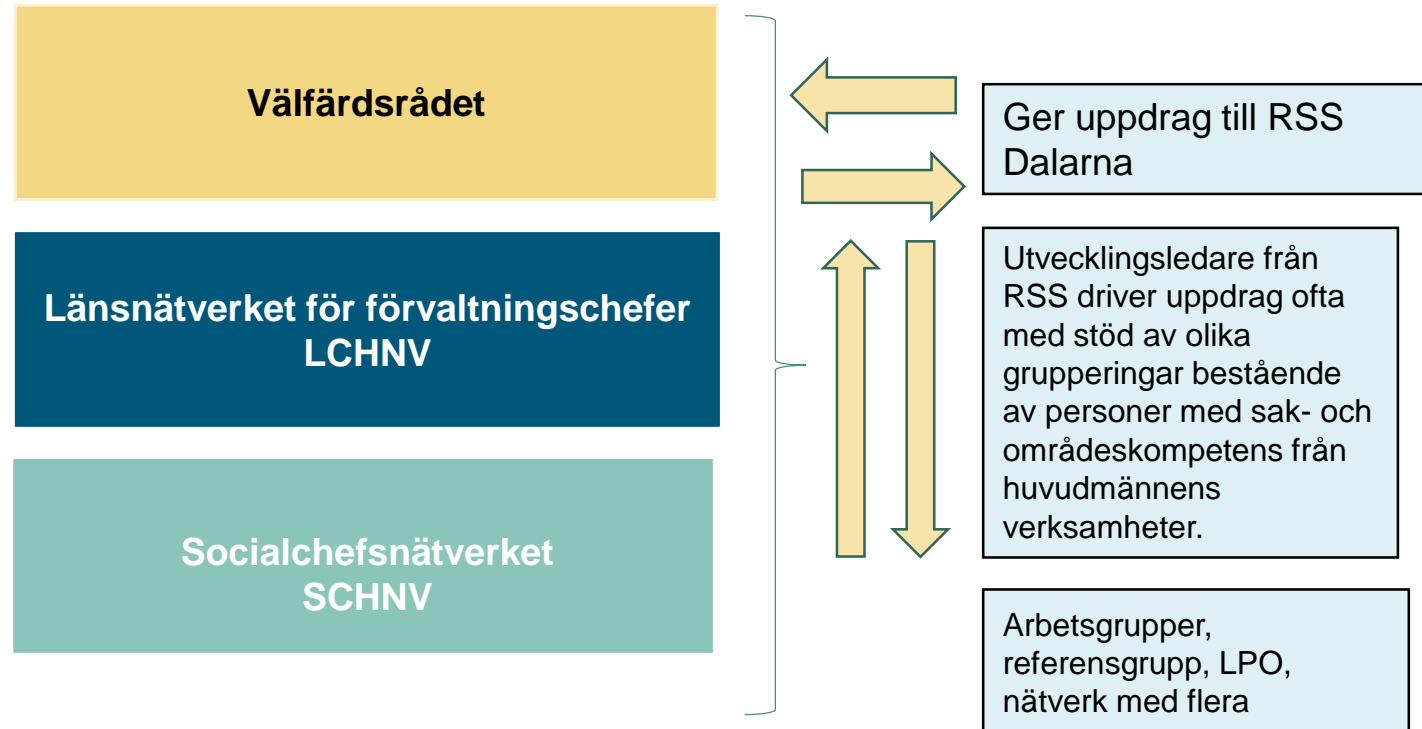 Välfärdsrådet
Länsnätverket för förvaltningschefer
LCHNV
Socialchefsnätverket
SCHNV
Ger uppdrag till RSS
Dalarna
Utvecklingsledare från
RSS driver uppdrag ofta
med stöd av olika
grupperingar bestående
av personer med sak- och
områdeskompetens från
huvudmännens
verksamheter.
Arbetsgrupper,
referensgrupp, LPO,
nätverk med flera